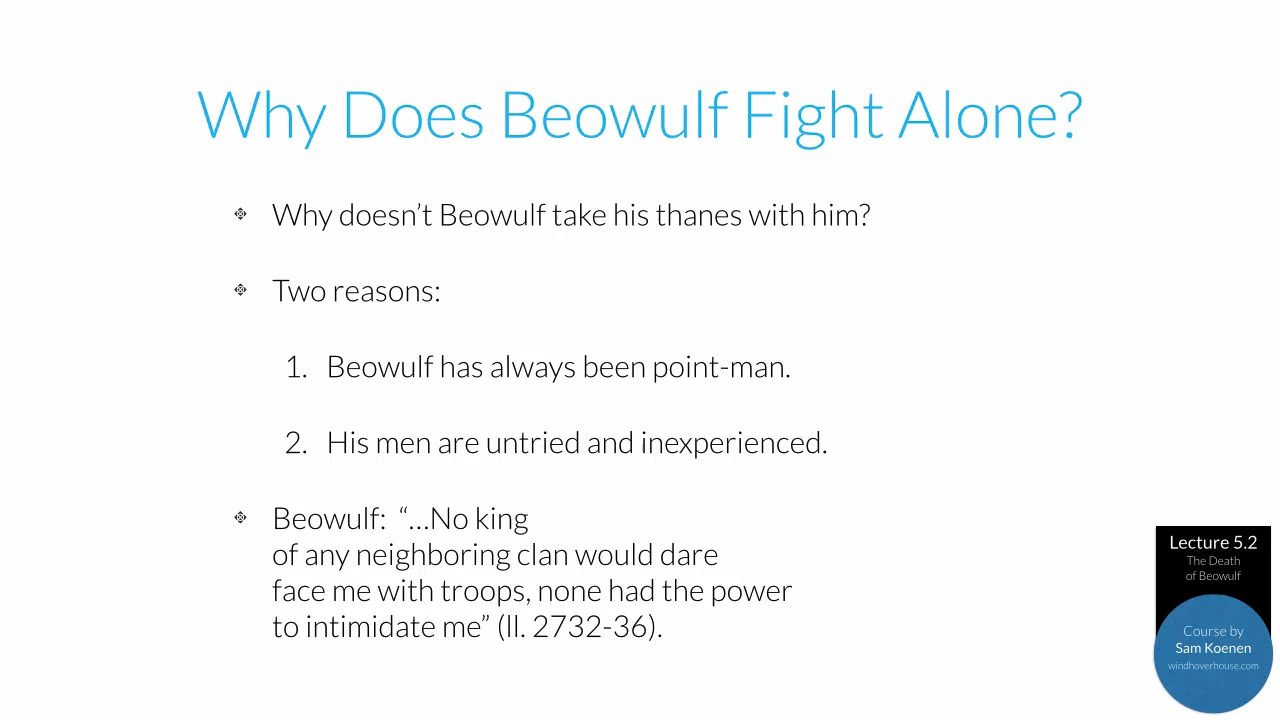 Why Does Beowulf Fight Alone?
Why doesn’t Beowulf take his thanes with him?
Two reasons:
1. Beowulf has always been point-man.
2. His men are untried and inexperienced.
Beowulf: “…No king
of any neighboring clan would dare
face me with troops, none had the power
to intimidate me” (ll. 2732-36).
Lecture 5.2
The Death
of Beowulf
Course by
Sam Koenen
windhoverhouse.com